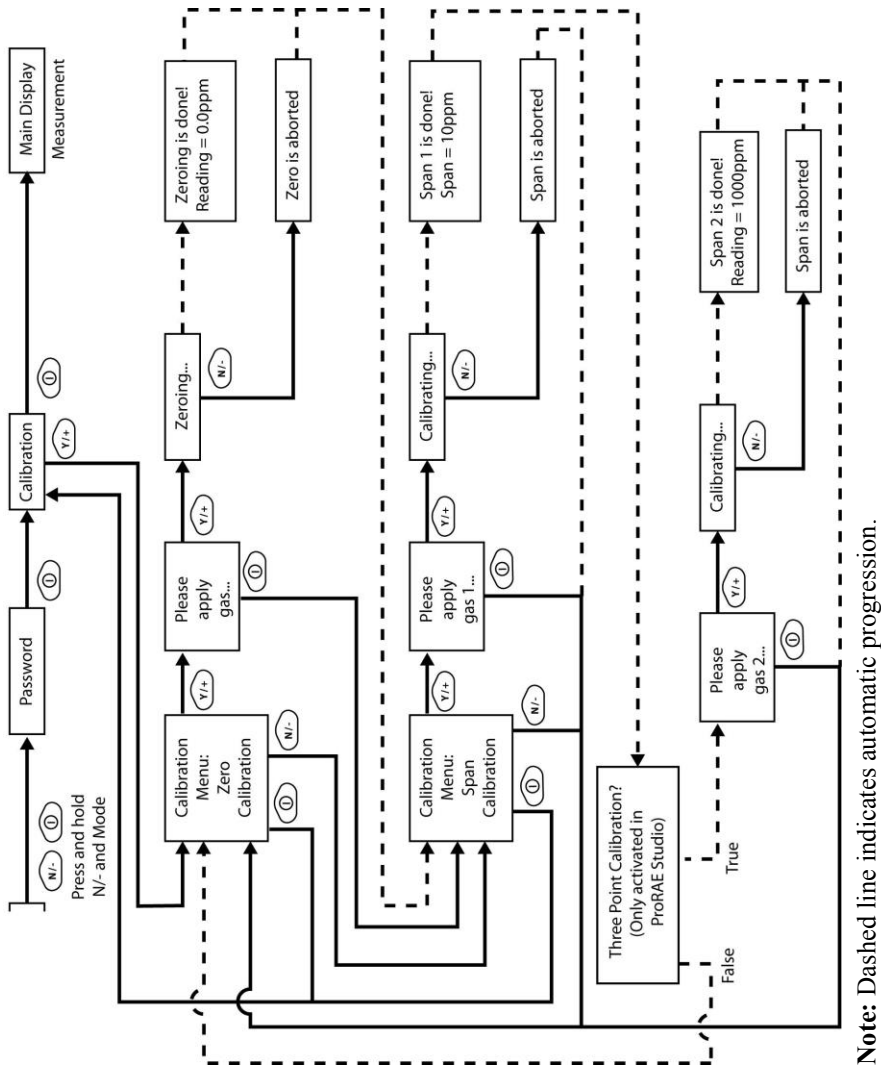 N/-
Press and hold
N/- and Mode
Password
Calibration
Y/+
Main Display
Measurement
Calibration
Menu:
Zero
Calibration
N/-
Y/+
Please
apply
gas...
Y/+
Zeroing...
N/-
Zeroing is done!
Reading = 0.0ppm
Zero is aborted
Calibration
Menu:
Span
Calibration
N/-
Y/+
Please
apply
gas 1...
Y/+
Calibrating...
N/-
Span 1 is done!
Span = 10ppm
Span is aborted
Three Point Calibration?
(Only activated in
ProRAE Studio)
False
True
Please
apply
gas 2...
Y/+
Calibrating...
N/-
Span 2 is done!
Reading = 1000ppm
Span is aborted
Note: Dashed line indicates automatic progression.